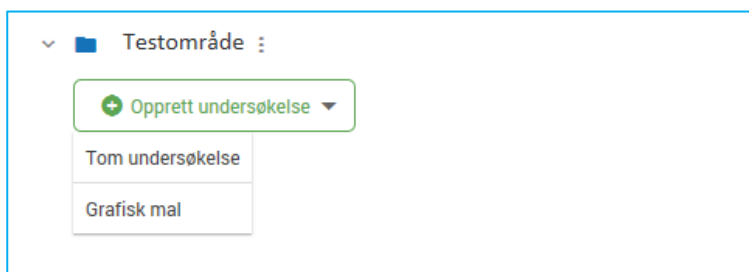 Testområde
Opprett undersøkelse
Tom undersøkelse
Grafisk mal